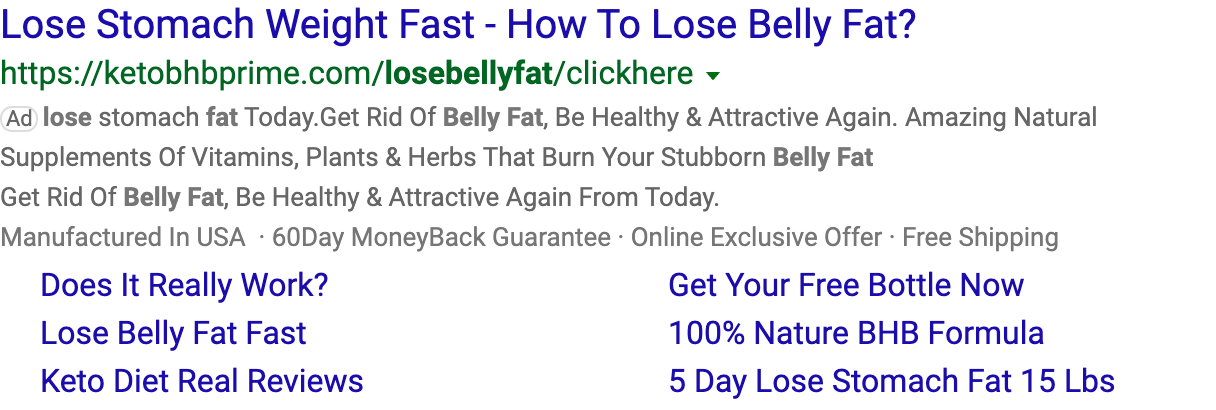 Lose Stomach Weight Fast - How To Lose Belly Fat?
https://ketobhbprime.com/losebellyfat/clickhere
Ad lose stomach fat Today.Get Rid Of Belly Fat, Be Healthy & Attractive Again. Amazing Natural
Supplements Of Vitamins, Plants & Herbs That Burn Your Stubborn Belly Fat
Get Rid Of Belly Fat, Be Healthy & Attractive Again From Today.
Manufactured In USA · 60Day MoneyBack Guarantee · Online Exclusive Offer · Free Shipping
Does It Really Work? Get Your Free Bottle Now
Lose Belly Fat Fast 100% Nature BHB Formula
Keto Diet Real Reviews 5 Day Lose Stomach Fat 15 Lbs